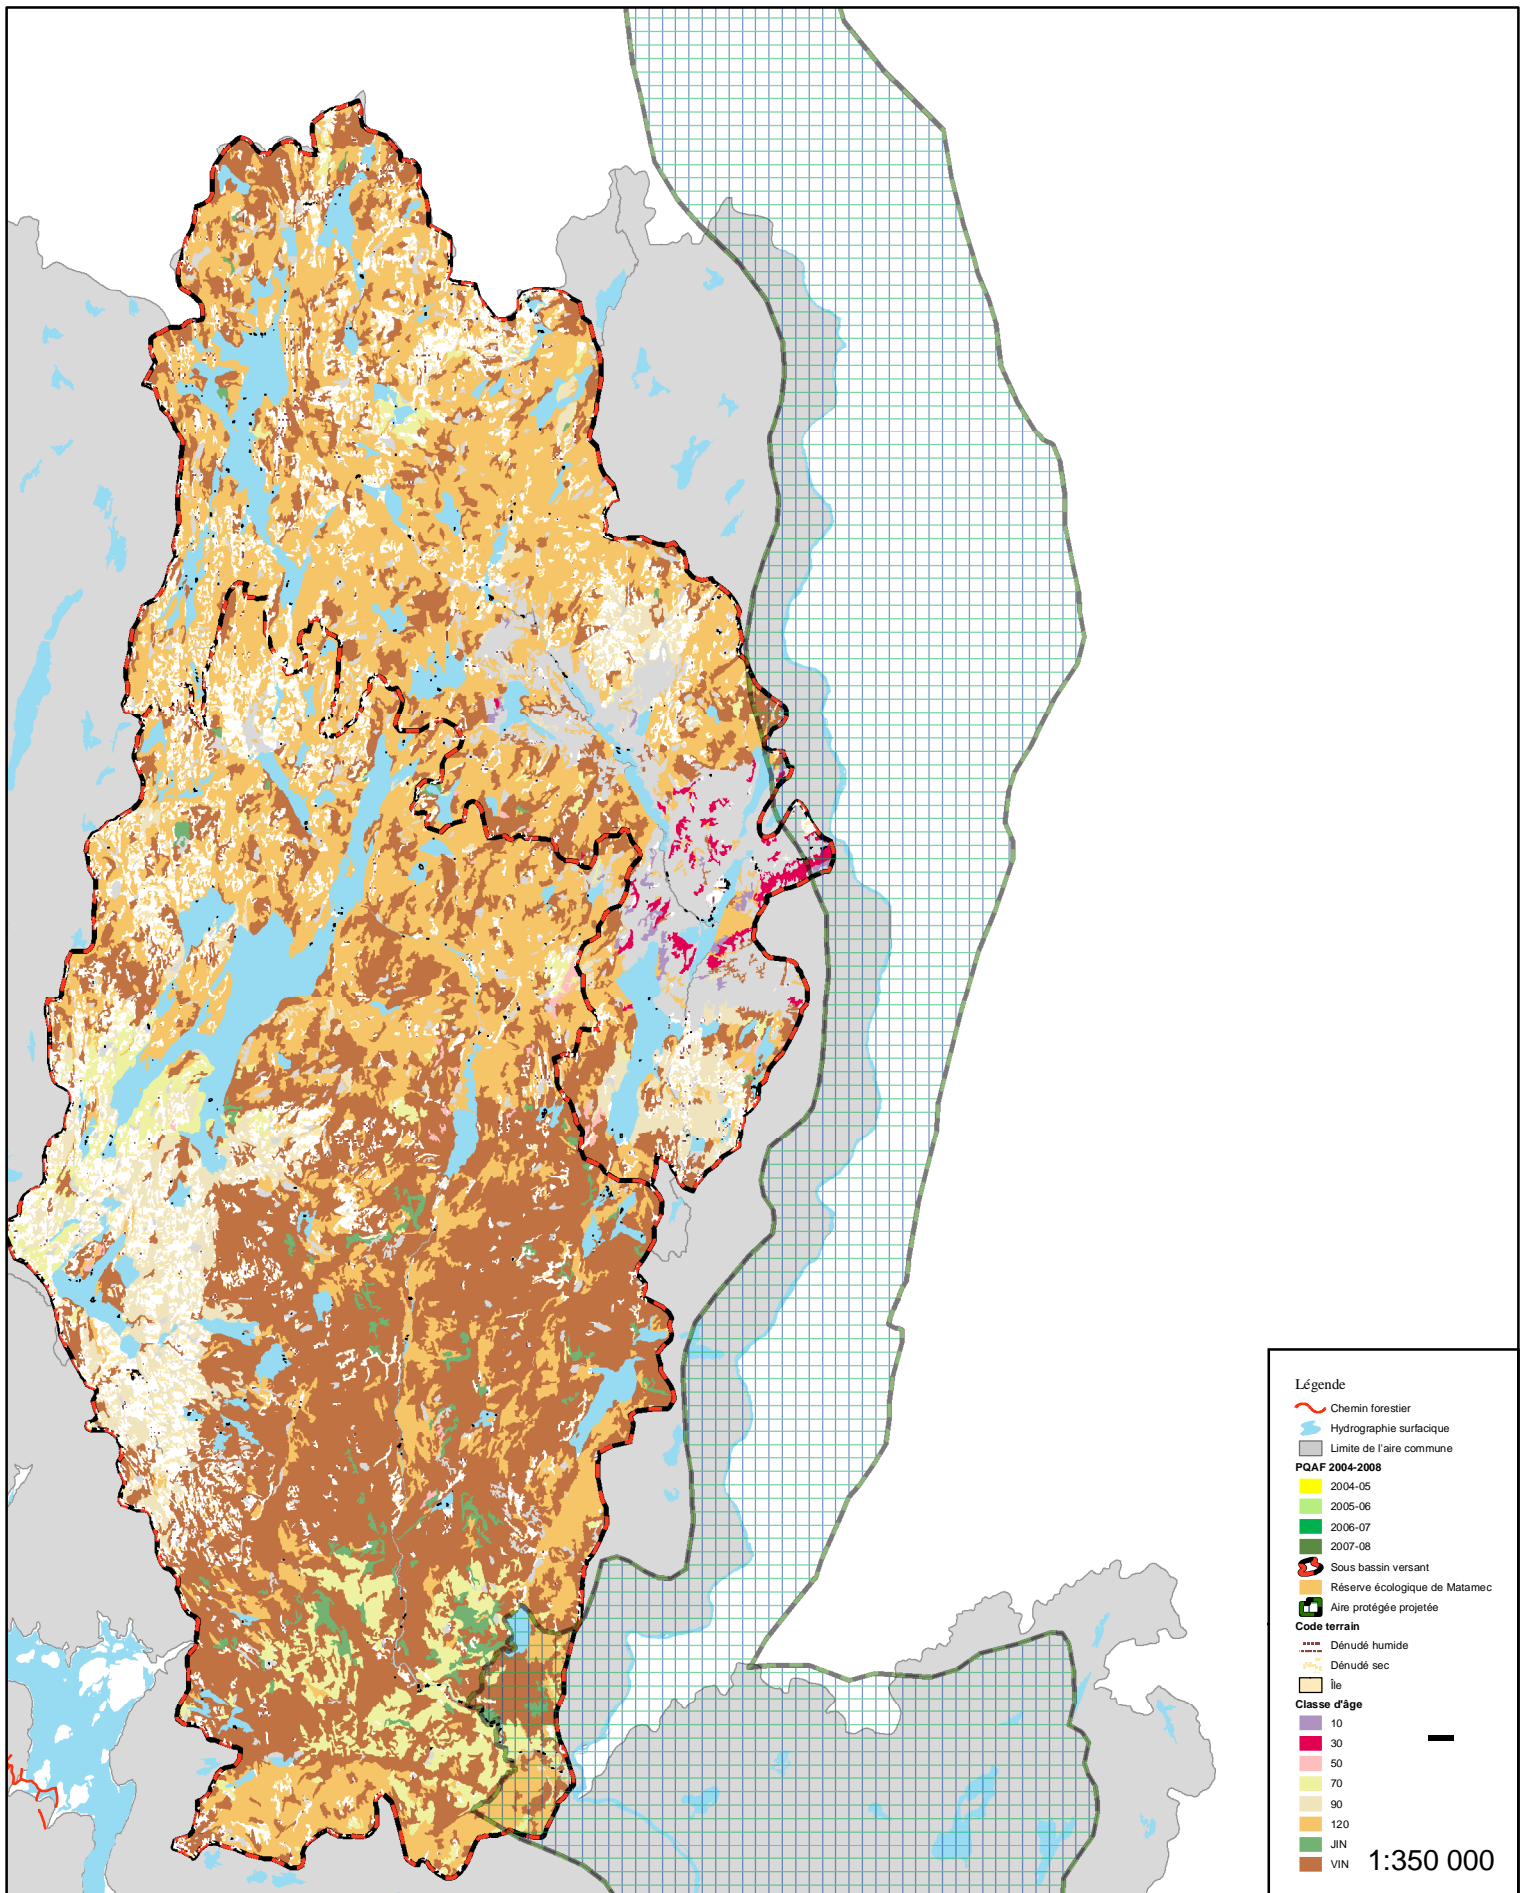 Légende
Chemin forestier
Hydrographie surfacique
Limite de l'aire commune
PQAF 2004-2008
2004-05
2005-06
2006-07
2007-08
Sous bassin versant
Réserve écologique de Matamec
Aire protégée projetée
Code terrain
Dénudé humide
Dénudé sec
Île
Classe d'âge
10
30
50
70
90
120
JIN
VIN
1:350 000